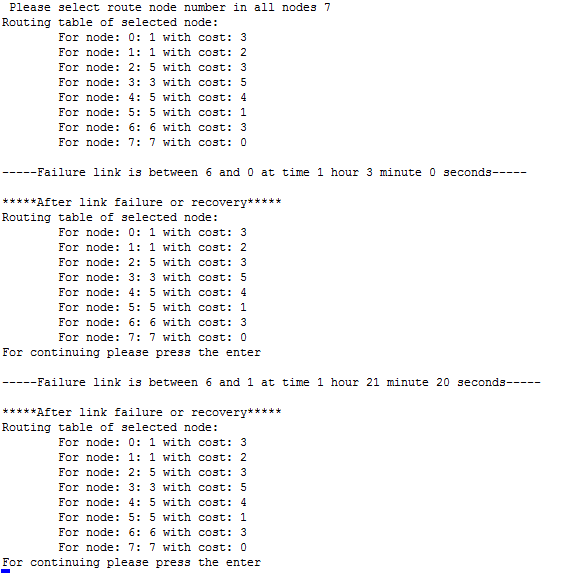 Please select route node number in all nodes 7
Routing table of selected node:
For node: 0: 1 with cost: 3
For node: 1: 1 with cost: 2
For node: 2: 5 with cost: 3
For node: 3: 3 with cost: 5
For node: 4: 5 with cost: 4
For node: 5: 5 with cost: 1
For node: 6: 6 with cost: 3
For node: 7: 7 with cost: 0
-----Failure link is between 6 and 0 at time 1 hour 3 minute 0 seconds-----
*****After link failure or recovery*****
Routing table of selected node:
For node: 0: 1 with cost: 3
For node: 1: 1 with cost: 2
For node: 2: 5 with cost: 3
For node: 3: 3 with cost: 5
For node: 4: 5 with cost: 4
For node: 5: 5 with cost: 1
For node: 6: 6 with cost: 3
For node: 7: 7 with cost: 0
For continuing please press the enter
-----Failure link is between 6 and 1 at time 1 hour 21 minute 20 seconds-----
*****After link failure or recovery*****
Routing table of selected node:
For node: 0: 1 with cost: 3
For node: 1: 1 with cost: 2
For node: 2: 5 with cost: 3
For node: 3: 3 with cost: 5
For node: 4: 5 with cost: 4
For node: 5: 5 with cost: 1
For node: 6: 6 with cost: 3
For node: 7: 7 with cost: 0
For continuing please press the enter